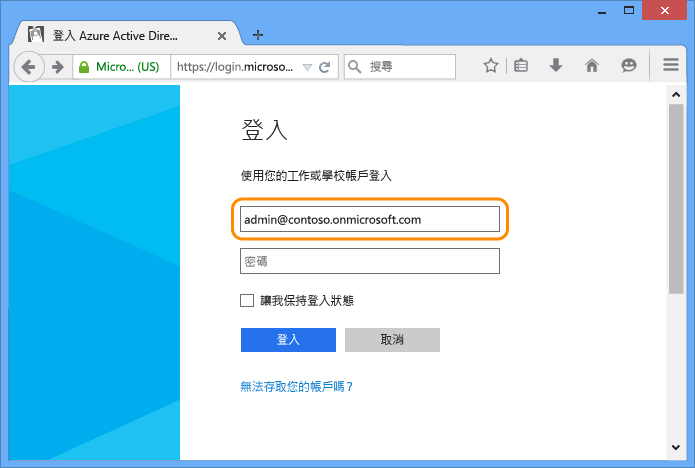 登入 Azure Active Dire...
Micro... (US)
https://login.microso...
搜尋
登入
使用您的工作或學校帳戶登入
admin@contoso.onmicrosoft.com
密碼
讓我保持登入狀態
登入
取消
無法存取您的帳戶嗎？